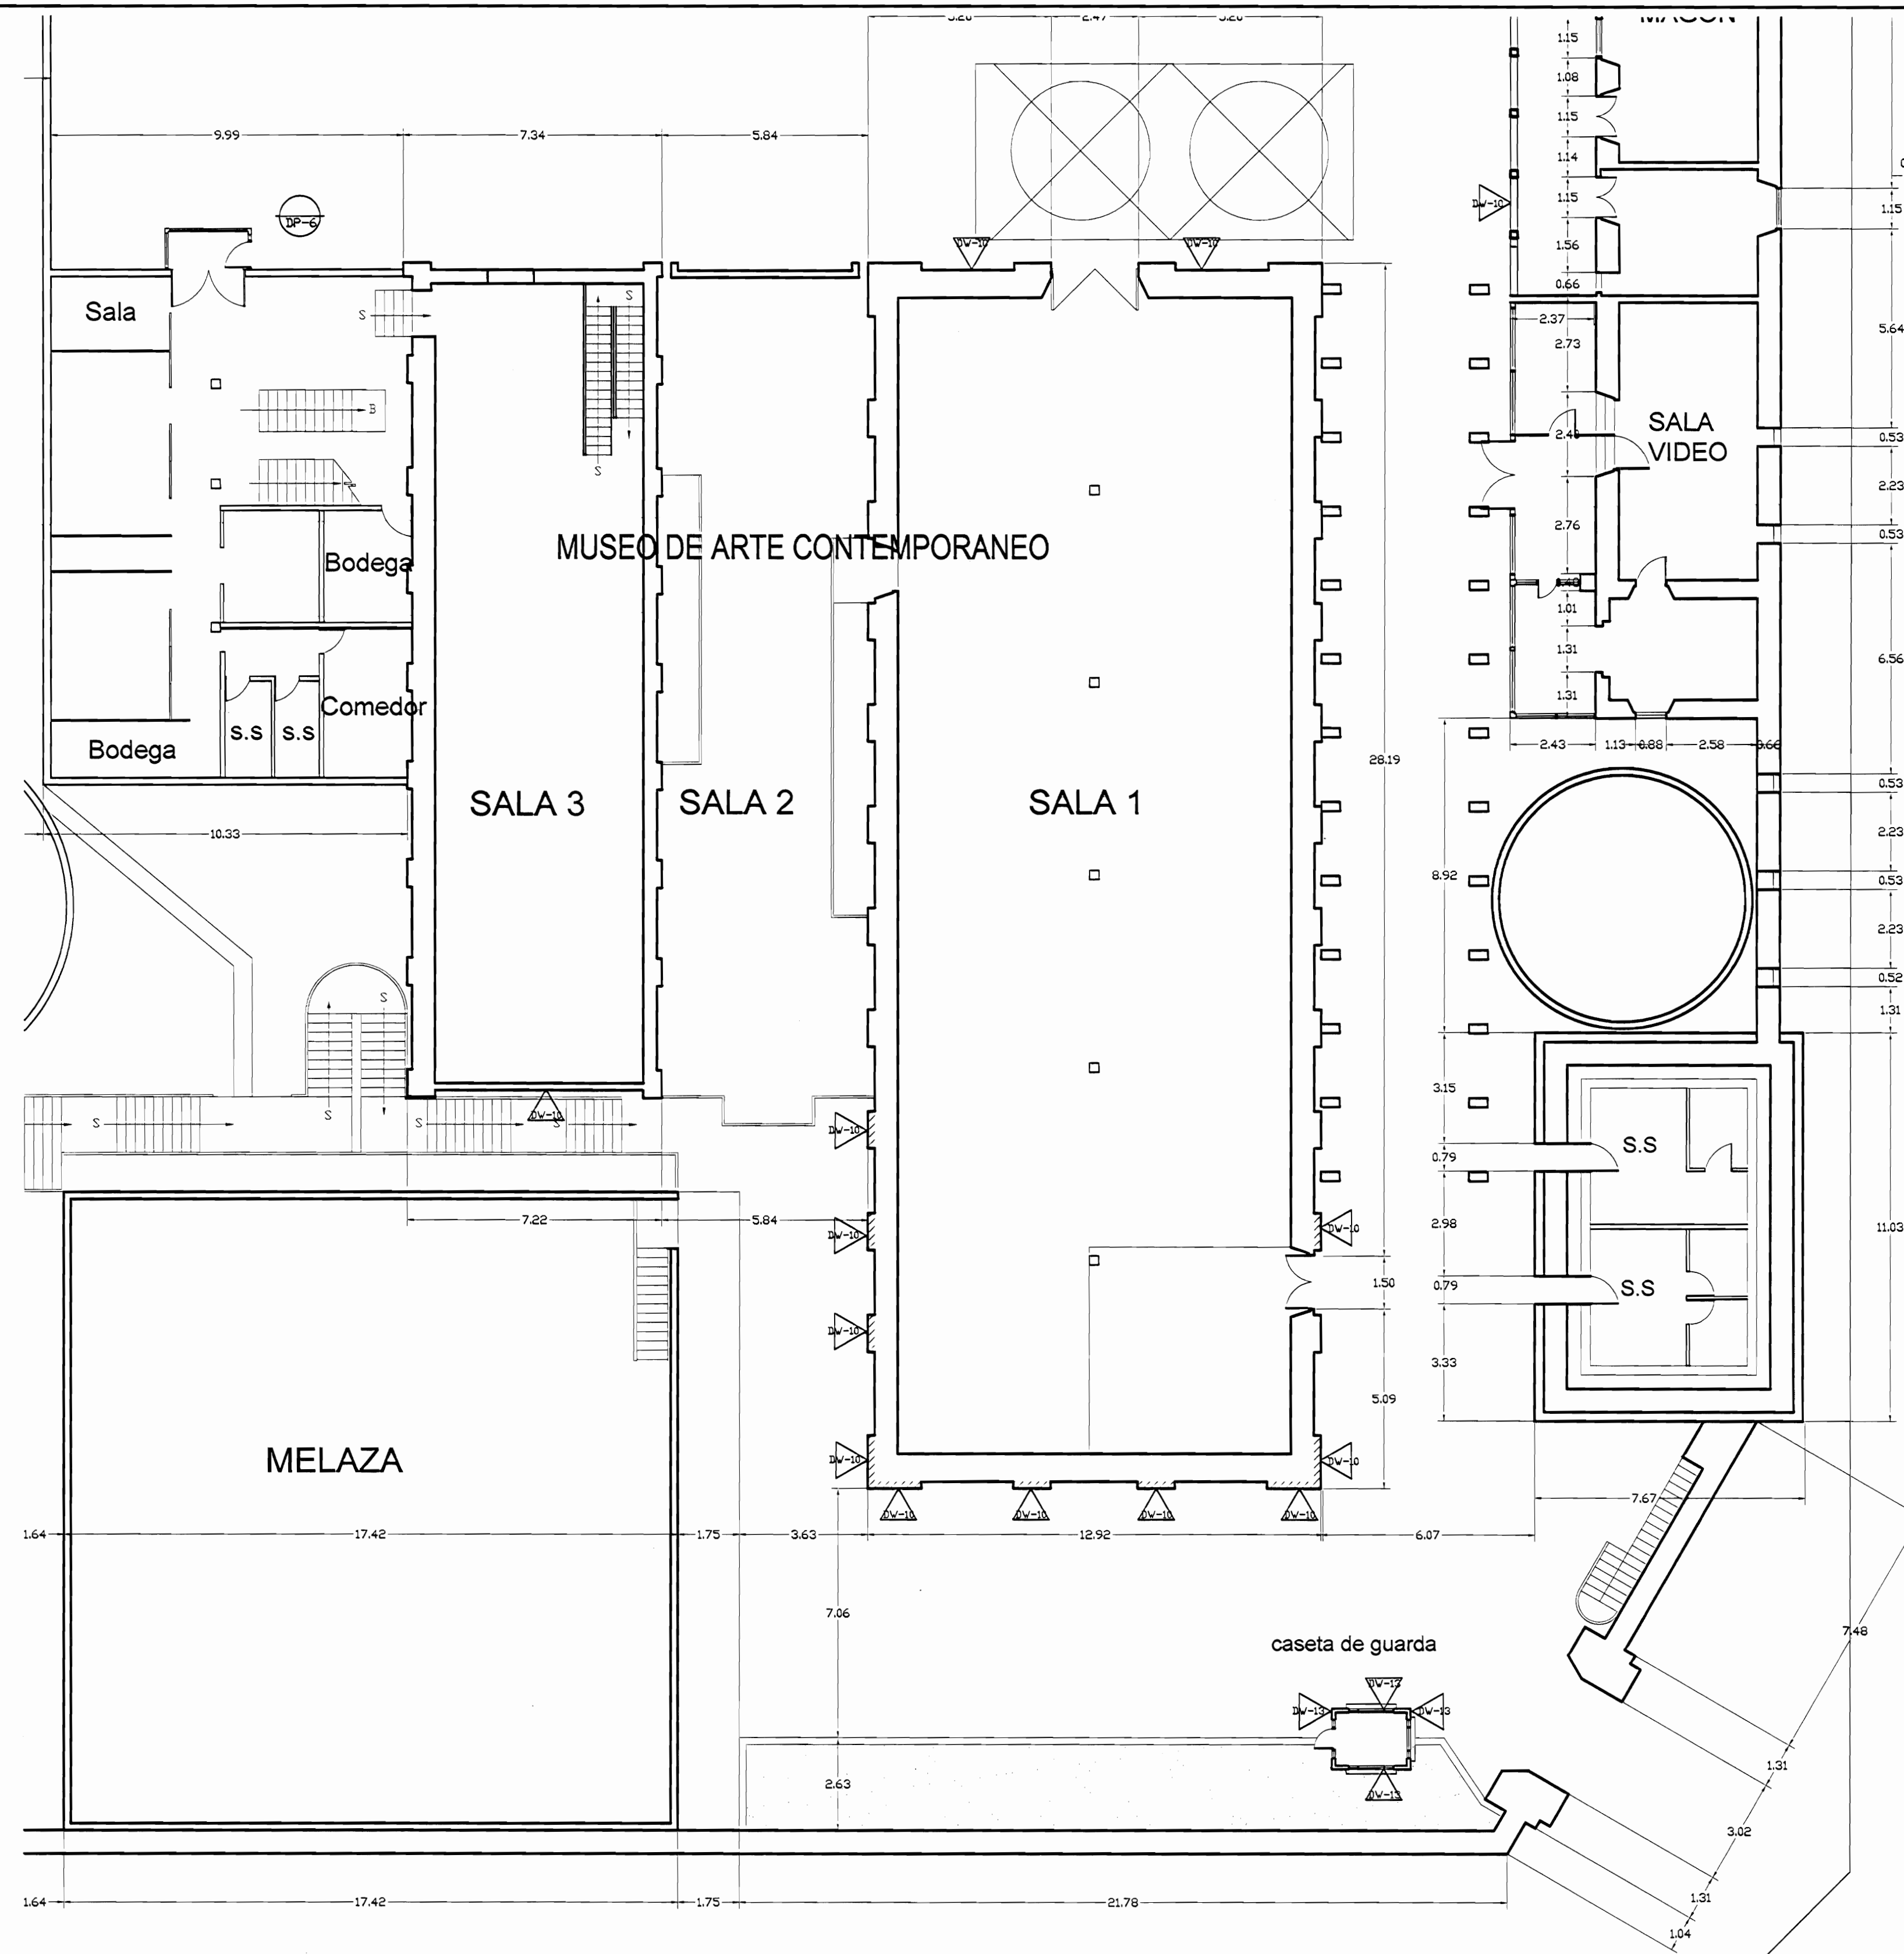 MACON
5.20 2.47 5.20
9.99 7.34 5.84
DP-6
DW-10 DW-10
DW-10
1.15
1.08
1.15
1.14
1.15
1.56
0.66
1.15
Sala
S
S
S
S
B
2.37
2.73
2.76
1.01
1.31
1.31
5.64
0.53
2.23
0.53
6.56
SALA
VIDEO
MUSEO DE ARTE CONTEMPORANEO
Bodega
Comedor
S.S S.S
Bodega
2.43 1.13 0.88 2.58 0.66
28.19
SALA 3 SALA 2 SALA 1
10.33
8.92
0.53
2.23
0.53
2.23
0.52
1.31
S
S
S
S
S
S
S
DW-10
DW-10
DW-10
DW-10
DW-10
DW-10
DW-10
7.22 5.84
1.50
5.09
3.15
0.79
2.98
0.79
3.33
S.S
S.S
11.03
MELAZA
DW-10 DW-10 DW-10 DW-10
7.67
1.64 17.42 1.75 3.63 12.92 6.07
7.06
7.48
caseta de guarda
DW-13
DW-13 DW-13
DW-13
2.63
1.31
3.02
1.31
1.04
1.64 17.42 1.75 21.78